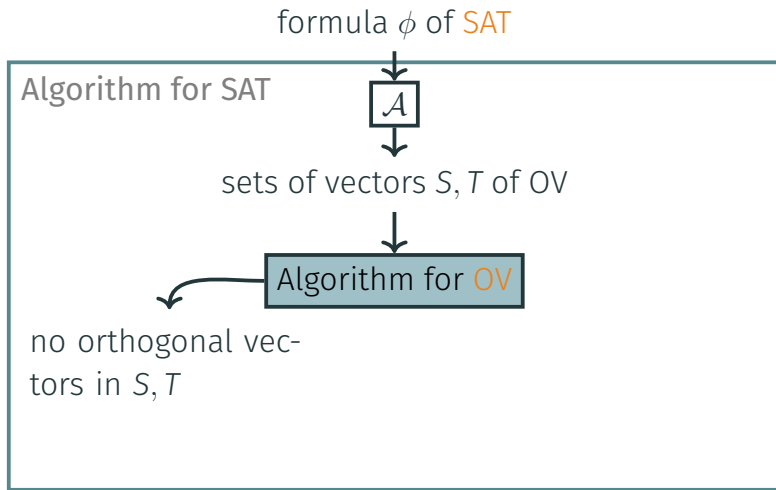 formula ϕ of SAT
Algorithm for SAT
𝒜
sets of vectors S, T of OV
Algorithm for OV
no orthogonal vec-
tors in S, T